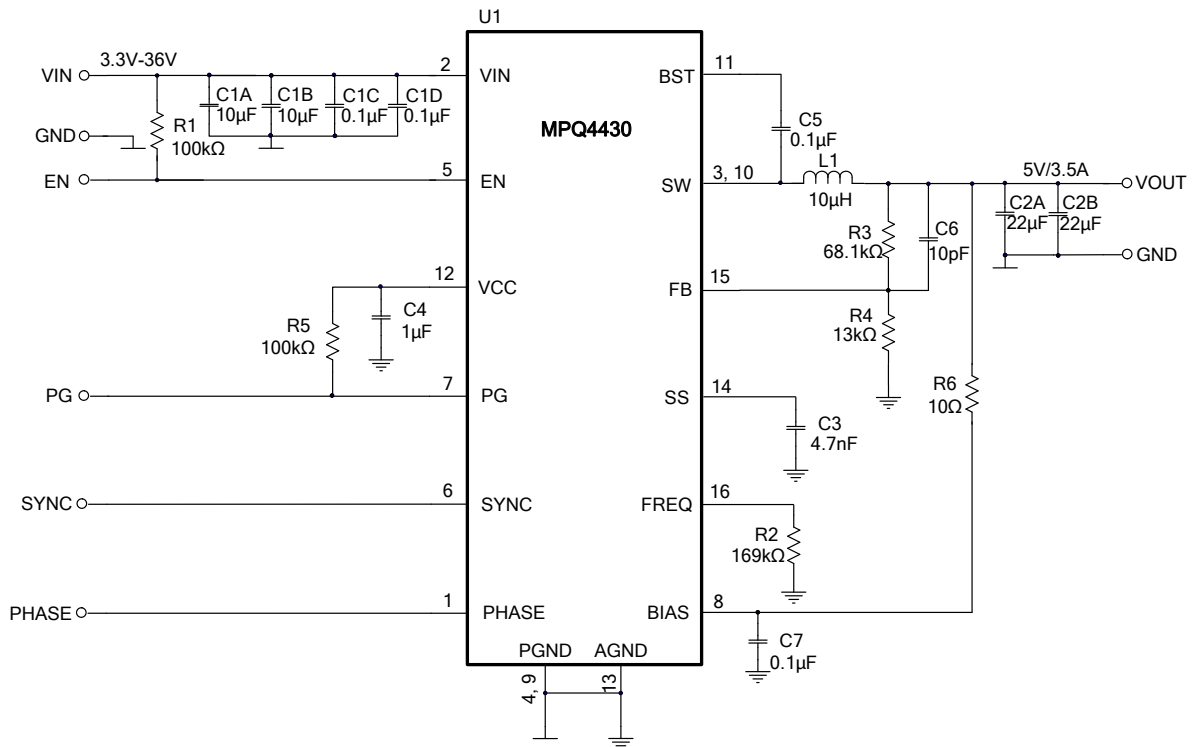 U1
MPQ4430
VIN
3.3V-36V
2
VIN
C1A
10µF
C1B
10µF
C1C
0.1µF
C1D
0.1µF
GND
R1
100kΩ
EN
5
EN
12
VCC
R5
100kΩ
C4
1µF
PG
7
PG
SYNC
6
SYNC
PHASE
1
PHASE
BST
11
C5
0.1µF
SW
3, 10
L1
10µH
5V/3.5A
VOUT
C2A
22µF
C2B
22µF
GND
R3
68.1kΩ
C6
10pF
FB
15
R4
13kΩ
R6
10Ω
SS
14
C3
4.7nF
FREQ
16
R2
169kΩ
BIAS
8
C7
0.1µF
PGND
AGND
4, 9
13